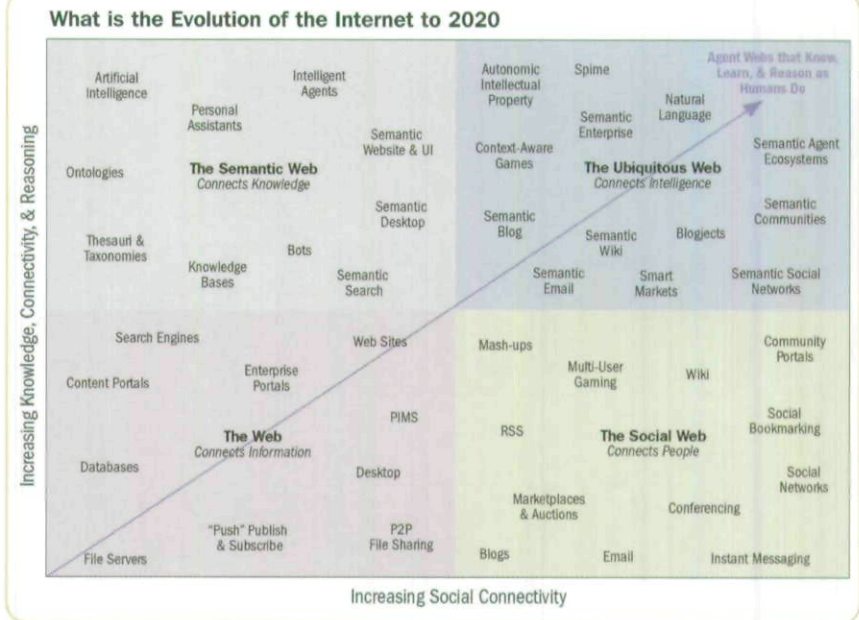 What is the Evolution of the Internet to 2020
Increasing Knowledge, Connectivity, & Reasoning
Artificial
Intelligence
Intelligent
Agents
Personal
Assistants
Semantic
Website & UI
Ontologies
The Semantic Web
Connects Knowledge
Semantic
Desktop
Thesauri &
Taxonomies
Bots
Knowledge
Bases
Semantic
Search
Autonomic
Intellectual
Property
Spime
Agent Webs that Know,
Learn, & Reason as
Humans Do
Natural
Language
Semantic
Enterprise
Context-Aware
Games
Semantic Agent
Ecosystems
The Ubiquitous Web
Connects Intelligence
Semantic
Communities
Semantic
Blog
Semantic
Wiki
Blogjects
Semantic
Email
Smart
Markets
Semantic Social
Networks
Search Engines
Web Sites
Content Portals
Enterprise
Portals
PIMS
The Web
Connects Information
Databases
Desktop
"Push" Publish
& Subscribe
P2P
File Sharing
File Servers
Mash-ups
Community
Portals
Multi-User
Gaming
Wiki
Social
Bookmarking
RSS
The Social Web
Connects People
Social
Networks
Marketplaces
& Auctions
Conferencing
Blogs
Email
Instant Messaging
Increasing Social Connectivity